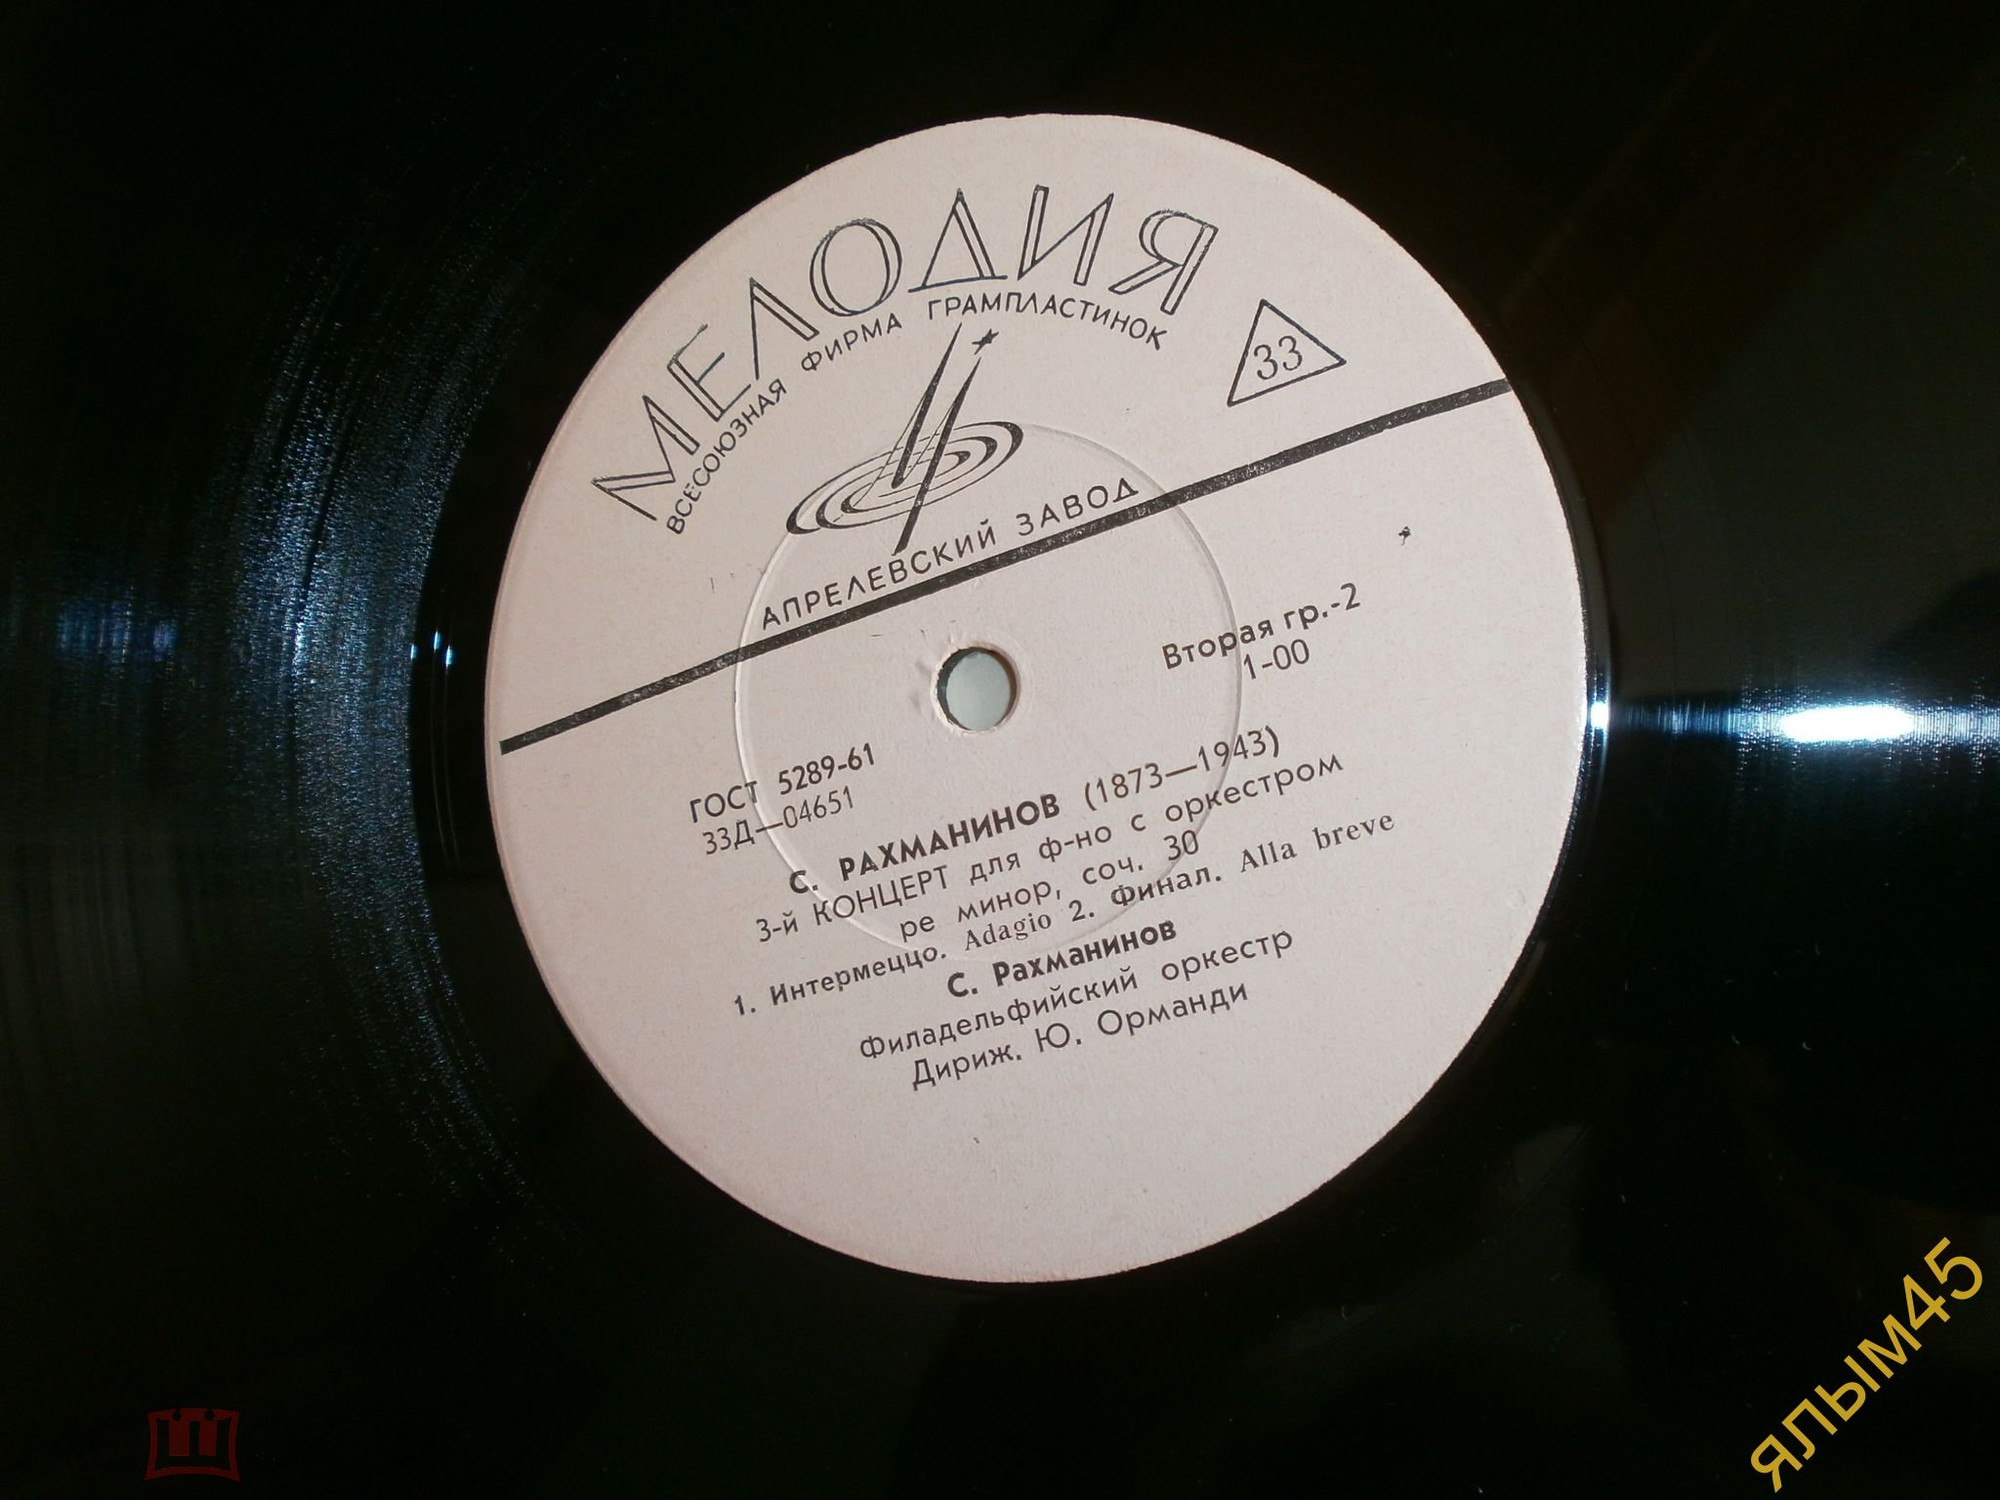 МЕЛОДИЯ
ВСЕСОЮЗНАЯ ФИРМА ГРАМПЛАСТИНОК
33
АПРЕЛЕВСКИЙ ЗАВОД
Вторая гр.-2
1-00
ГОСТ 5289-61
33Д—04651
С. РАХМАНИНОВ (1873—1943)
3-й КОНЦЕРТ для ф-но с оркестром
ре минор, соч. 30
1. Интермеццо. Adagio 2. Финал. Alla breve
С. Рахманинов
Филадельфийский оркестр
Дириж. Ю. Орманди
ялым45